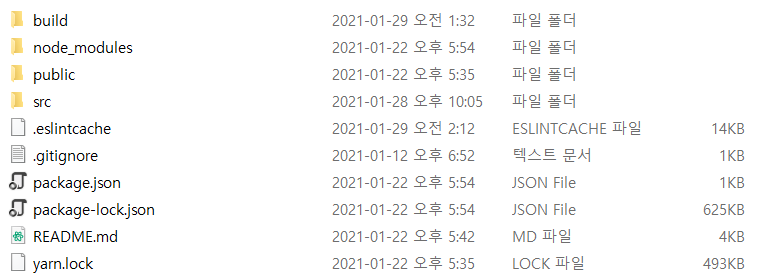 build 2021-01-29 오전 1:32 파일 폴더
node_modules 2021-01-22 오후 5:54 파일 폴더
public 2021-01-22 오후 5:35 파일 폴더
src 2021-01-28 오후 10:05 파일 폴더
.eslintcache 2021-01-29 오전 2:12 ESLINTCACHE 파일 14KB
.gitignore 2021-01-12 오후 6:52 텍스트 문서 1KB
package.json 2021-01-22 오후 5:54 JSON File 1KB
package-lock.json 2021-01-22 오후 5:54 JSON File 625KB
README.md 2021-01-22 오후 5:42 MD 파일 4KB
yarn.lock 2021-01-22 오후 5:35 LOCK 파일 493KB